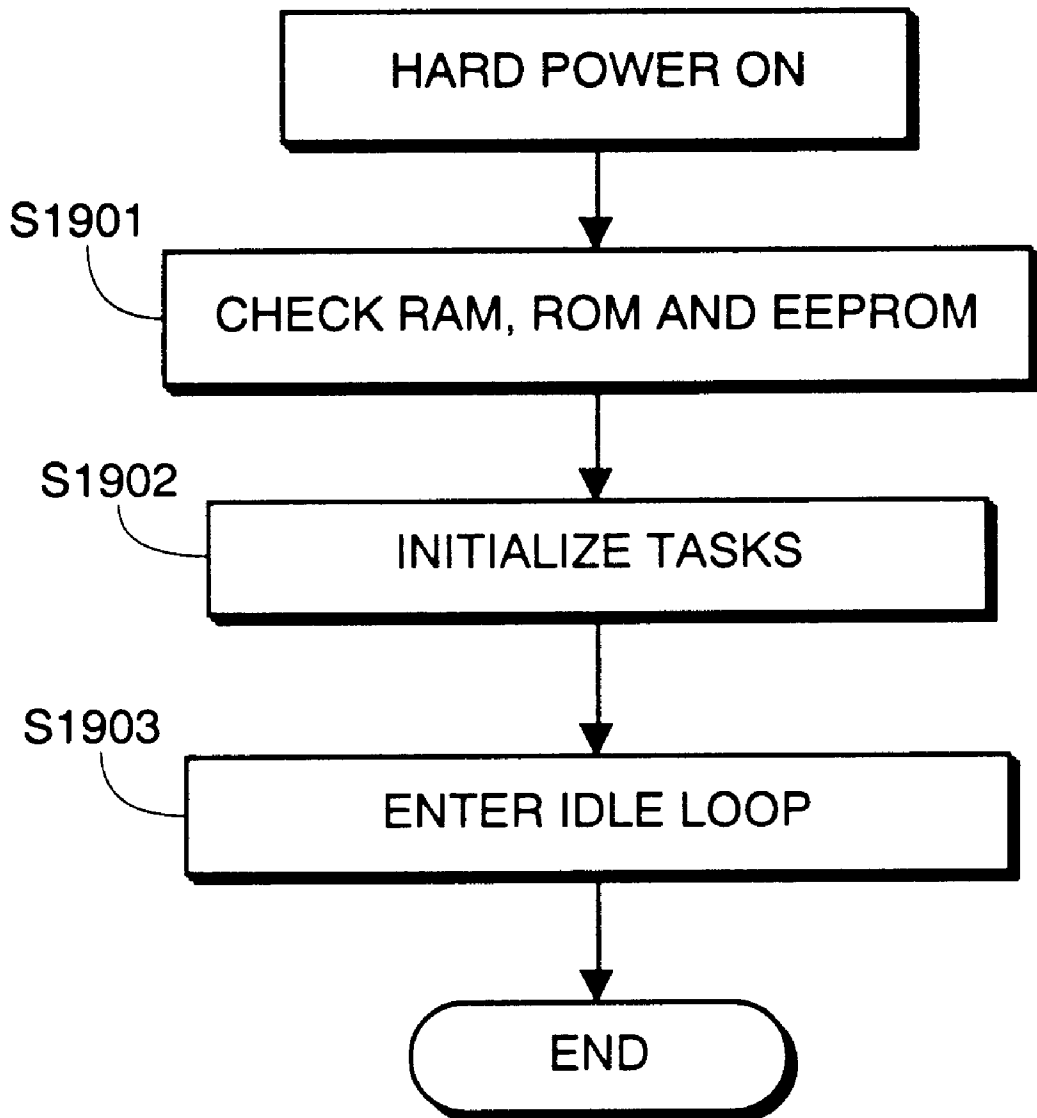 HARD POWER ON
S1901
CHECK RAM, ROM AND EEPROM
S1902
INITIALIZE TASKS
S1903
ENTER IDLE LOOP
END